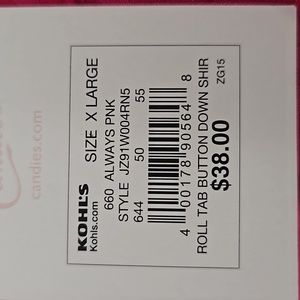 candies.com
KOHL'S
Kohls.com
SIZE X LARGE
660 ALWAYS PNK
STYLE JZ91W004RN5
644 50 55
4 00178 90564 8
ROLL TAB BUTTON DOWN SHIR
$38.00
ZG15